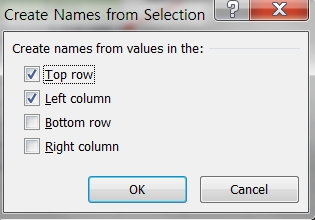 Create Names from Selection
Create names from values in the:
Top row
Left column
Bottom row
Right column
OK Cancel